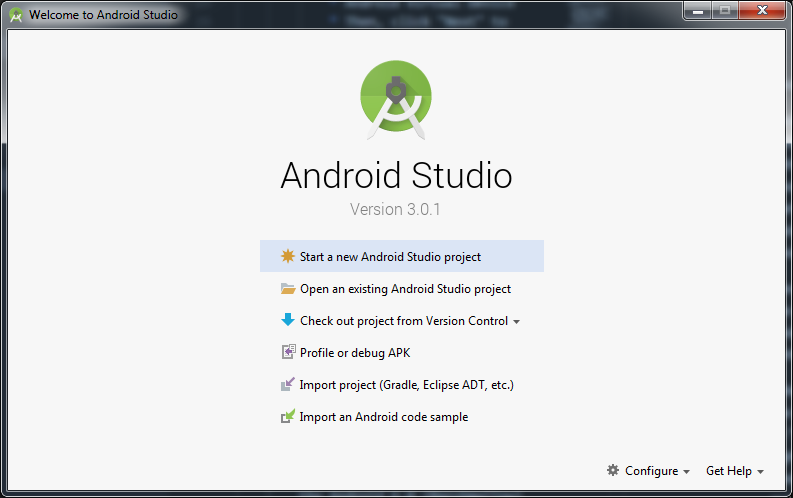 Welcome to Android Studio
Android Studio
Version 3.0.1
Start a new Android Studio project
Open an existing Android Studio project
Check out project from Version Control
Profile or debug APK
Import project (Gradle, Eclipse ADT, etc.)
Import an Android code sample
Configure
Get Help